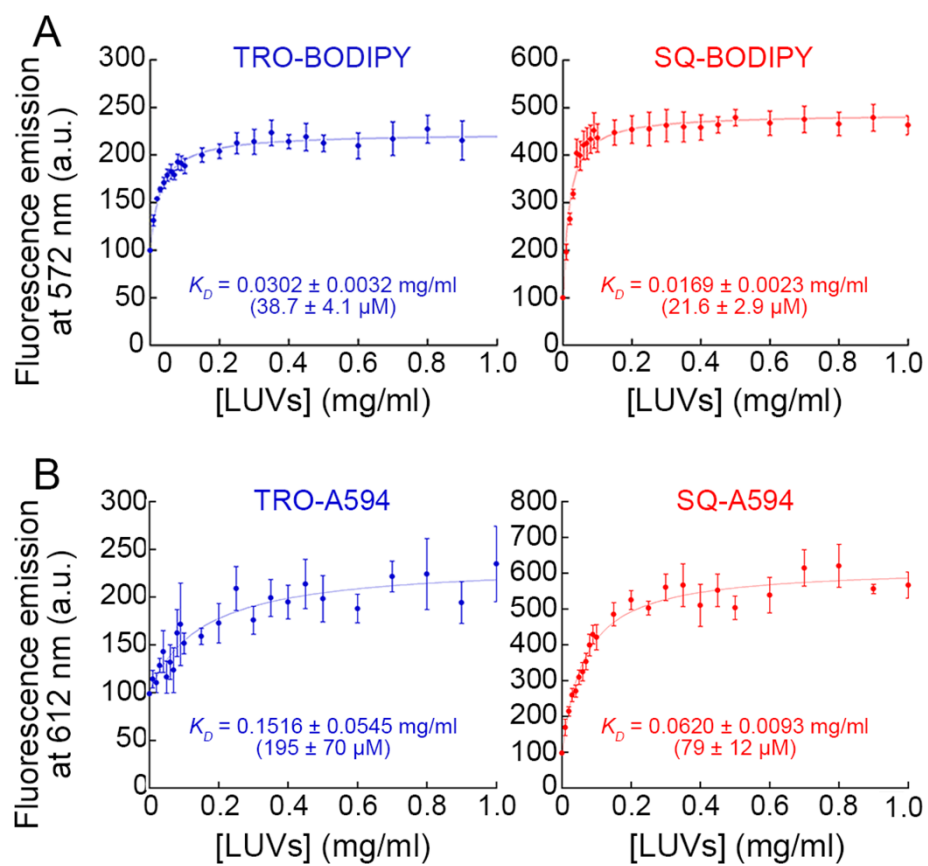 A
TRO-BODIPY
SQ-BODIPY
Fluorescence emission
at 572 nm (a.u.)
300
250
200
150
100
50
0
K_D = 0.0302 ± 0.0032 mg/ml
(38.7 ± 4.1 µM)
0 0.2 0.4 0.6 0.8 1.0
[LUVs] (mg/ml)
600
500
400
300
200
100
0
K_D = 0.0169 ± 0.0023 mg/ml
(21.6 ± 2.9 µM)
0 0.2 0.4 0.6 0.8 1.0
[LUVs] (mg/ml)
B
TRO-A594
SQ-A594
Fluorescence emission
at 612 nm (a.u.)
300
250
200
150
100
50
0
K_D = 0.1516 ± 0.0545 mg/ml
(195 ± 70 µM)
0 0.2 0.4 0.6 0.8 1.0
[LUVs] (mg/ml)
800
700
600
500
400
300
200
100
0
K_D = 0.0620 ± 0.0093 mg/ml
(79 ± 12 µM)
0 0.2 0.4 0.6 0.8 1.0
[LUVs] (mg/ml)